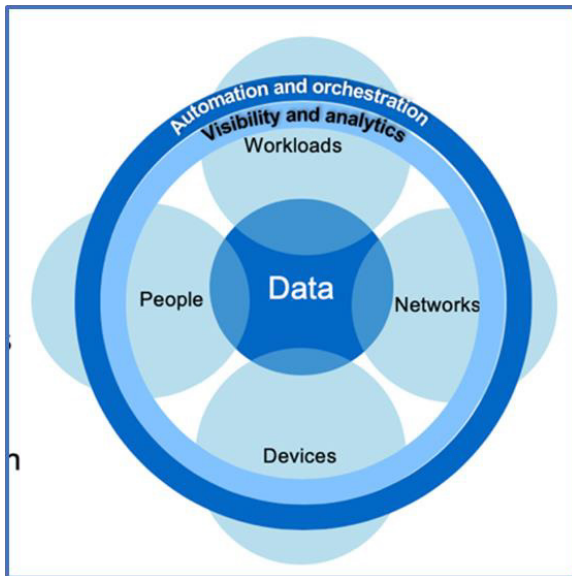 Automation and orchestration
Visibility and analytics
Workloads
People
Data
Networks
Devices
n